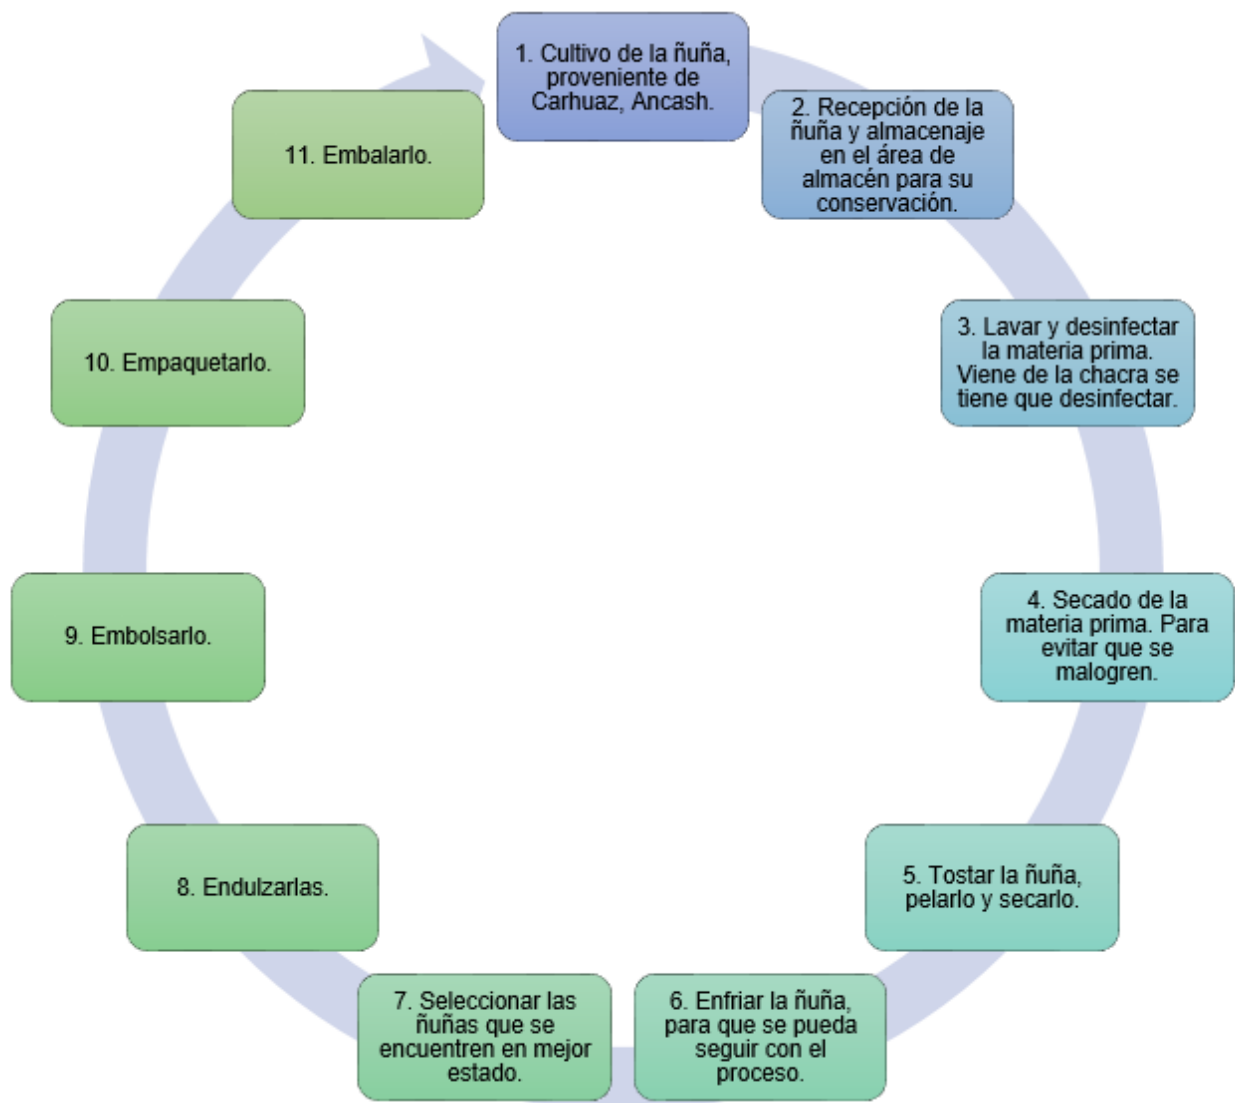 1. Cultivo de la ñuña,
proveniente de
Carhuaz, Ancash.
2. Recepción de la
ñuña y almacenaje
en el área de
almacén para su
conservación.
3. Lavar y desinfectar
la materia prima.
Viene de la chacra se
tiene que desinfectar.
4. Secado de la
materia prima. Para
evitar que se
malogren.
5. Tostar la ñuña,
pelarlo y secarlo.
6. Enfriar la ñuña,
para que se pueda
seguir con el
proceso.
7. Seleccionar las
ñuñas que se
encuentren en mejor
estado.
8. Endulzarlas.
9. Embolsarlo.
10. Empaquetarlo.
11. Embalarlo.